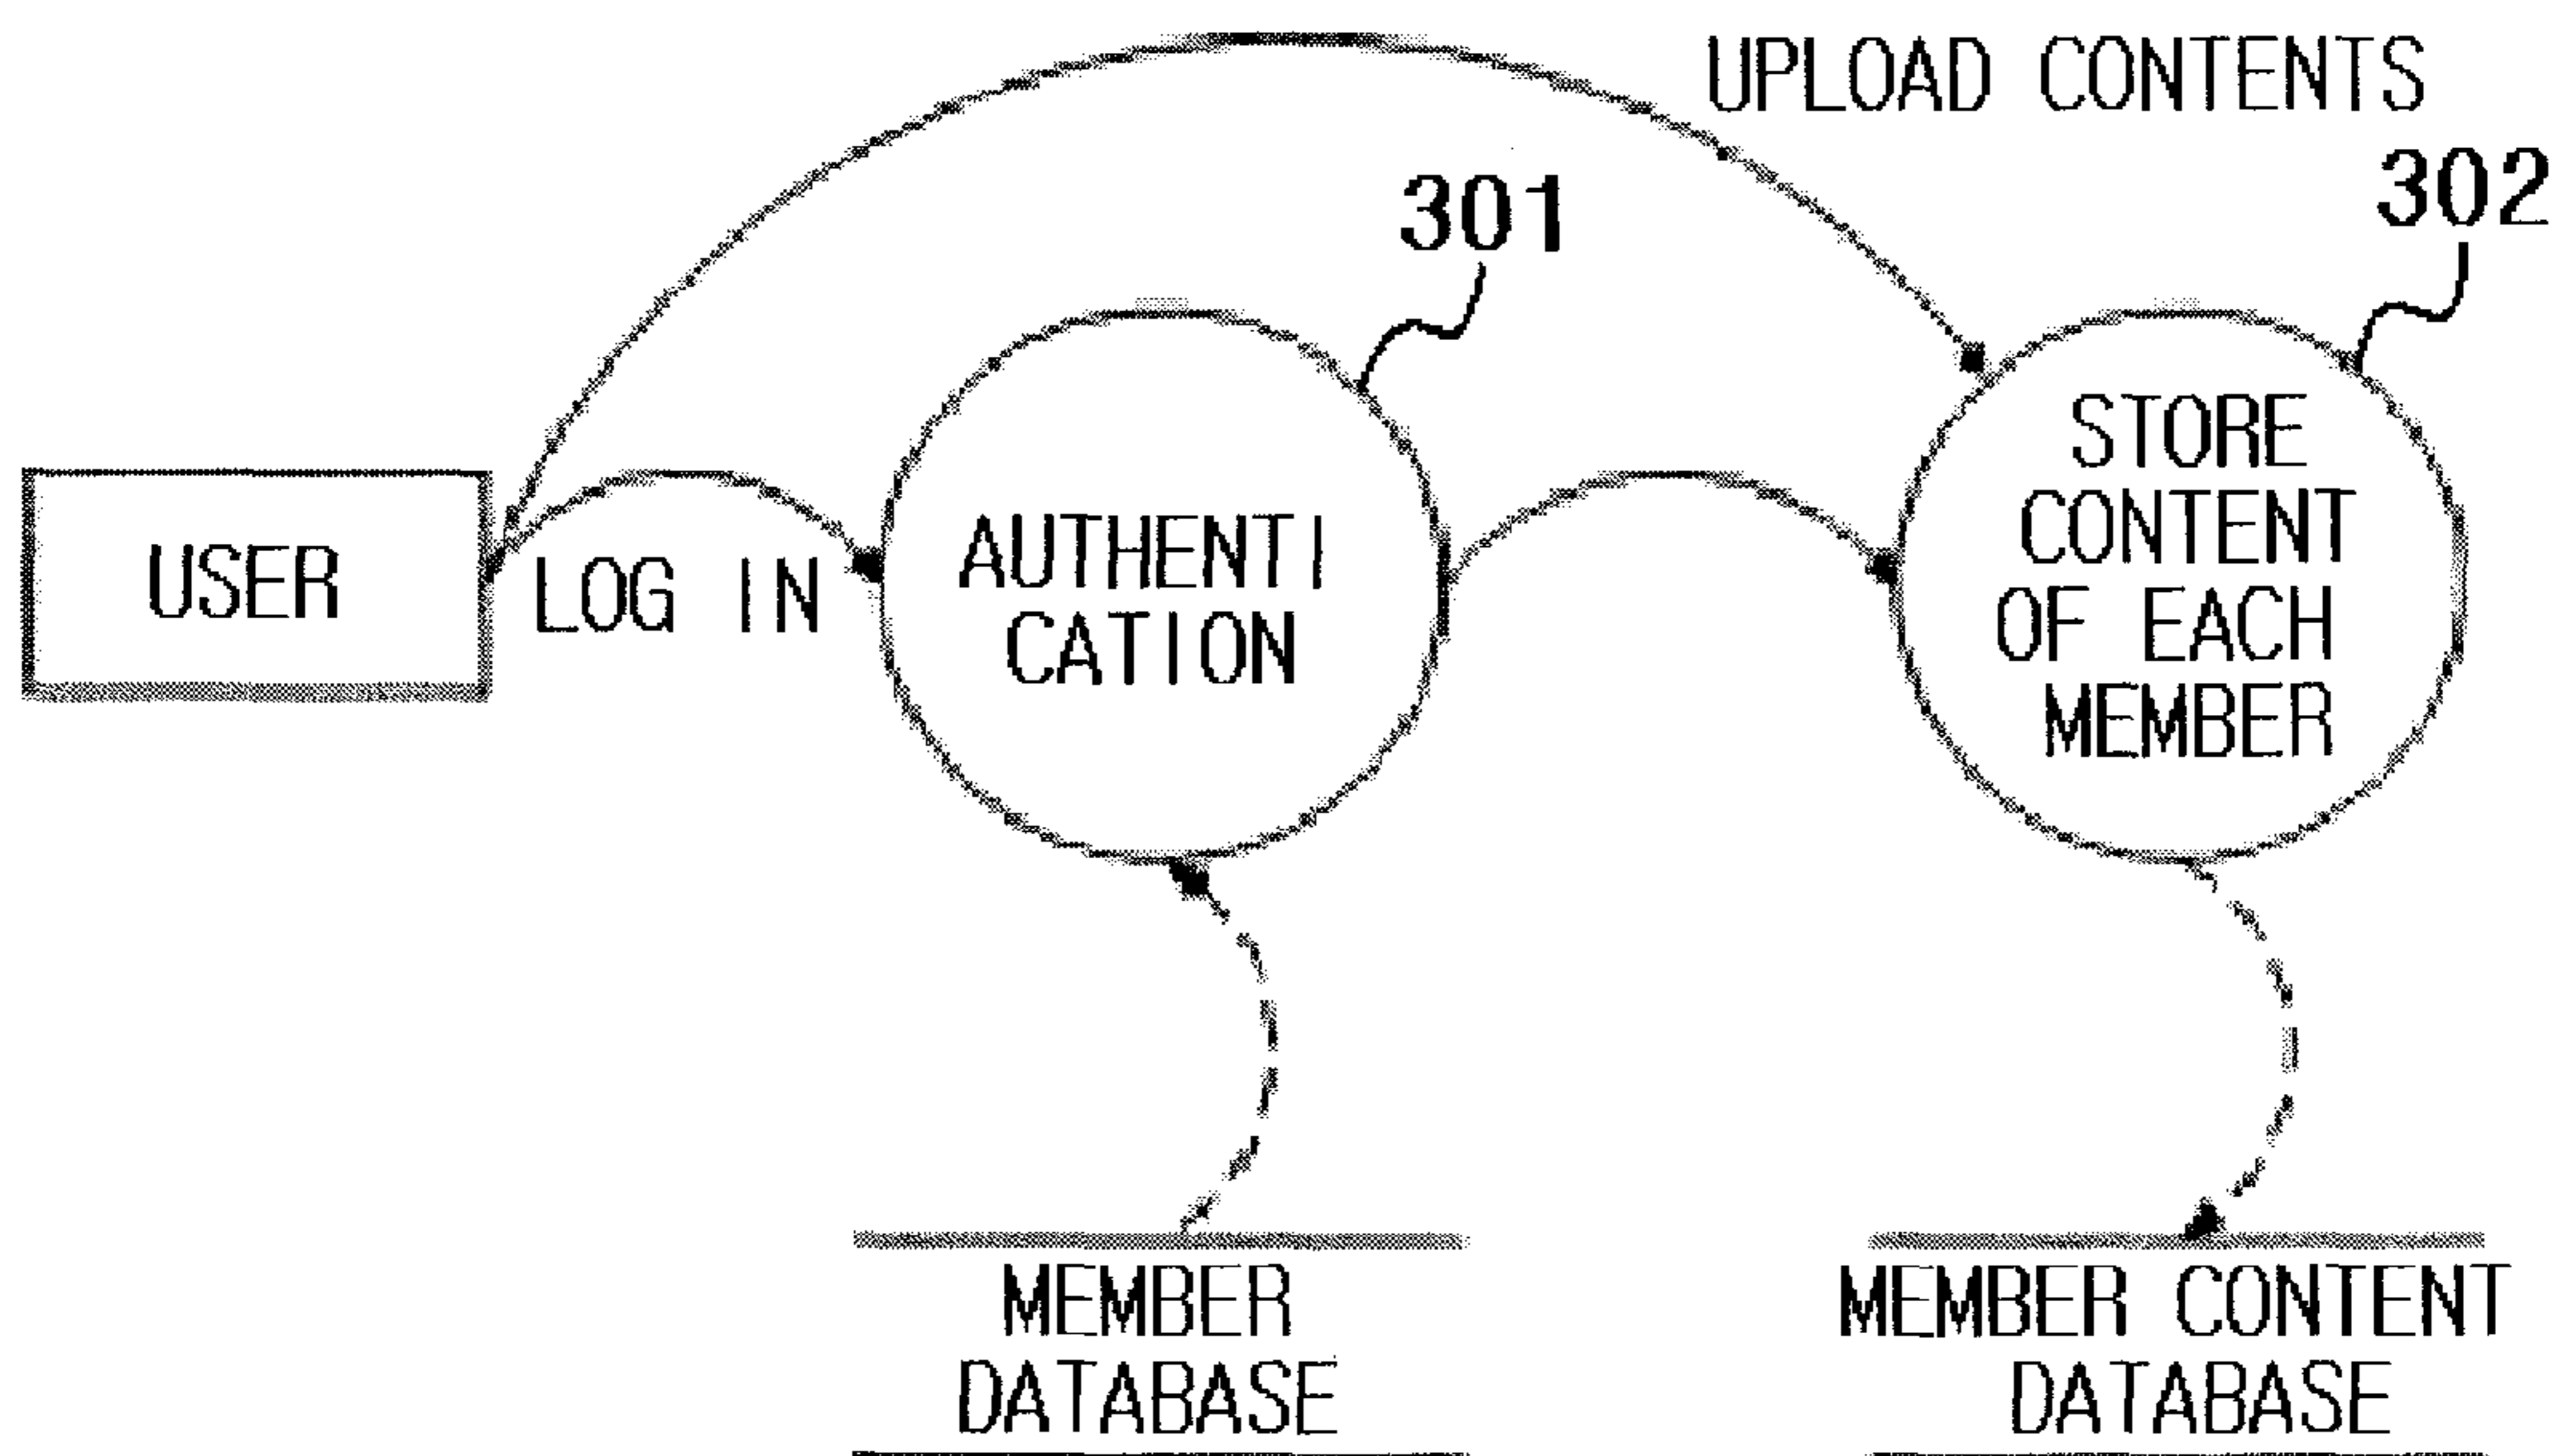 UPLOAD CONTENTS
301
302
USER
LOG IN
AUTHENTI
CATION
STORE
CONTENT
OF EACH
MEMBER
MEMBER
DATABASE
MEMBER CONTENT
DATABASE